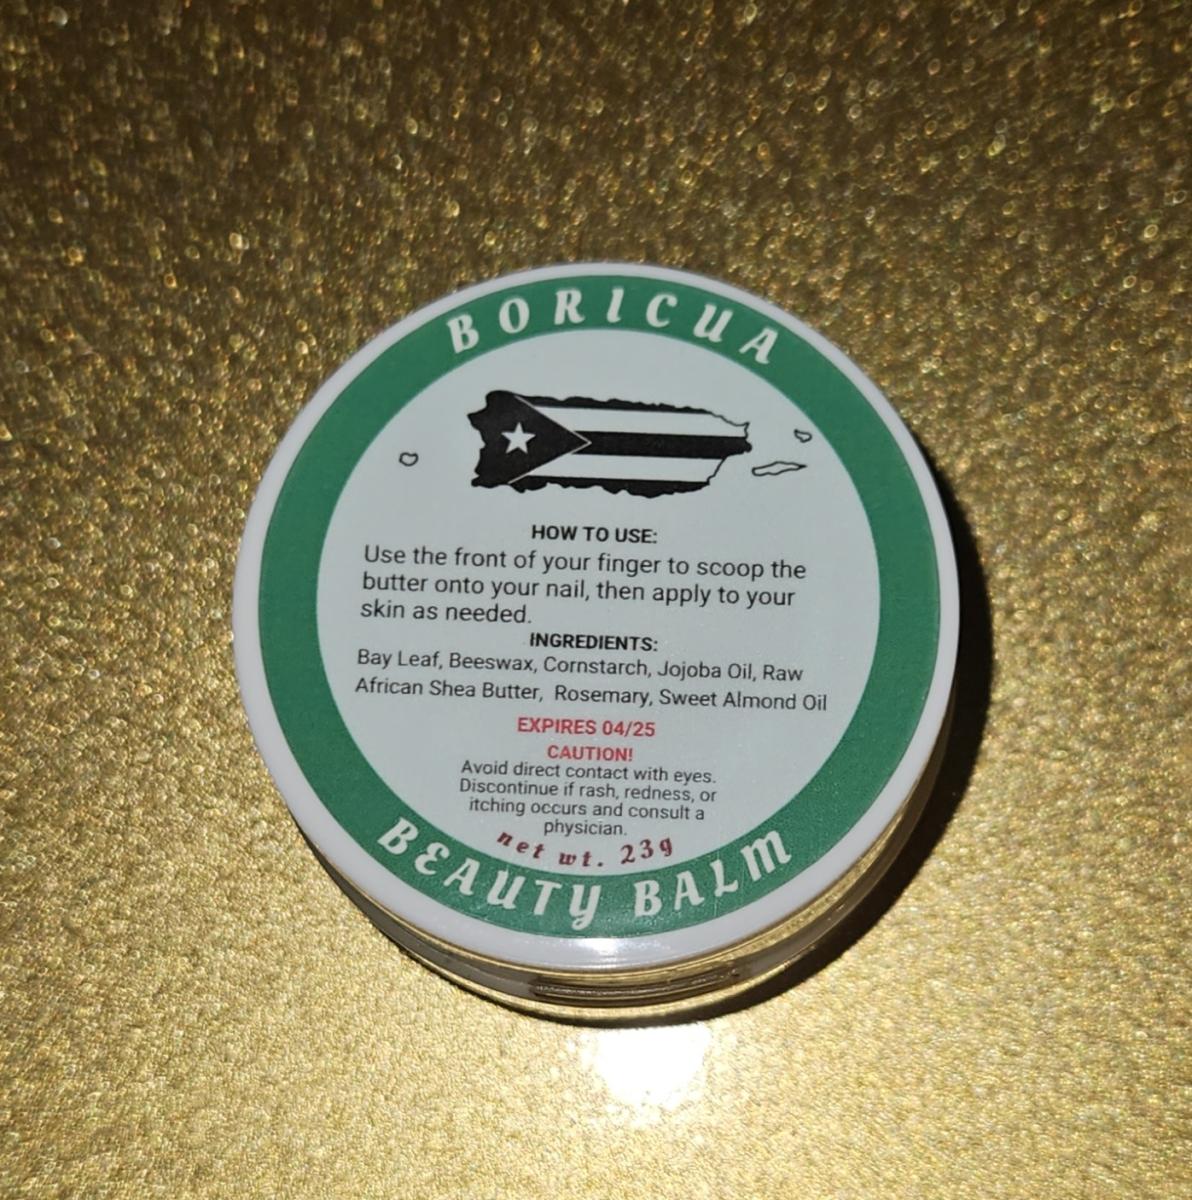 BORICUA
HOW TO USE:
Use the front of your finger to scoop the
butter onto your nail, then apply to your
skin as needed.
INGREDIENTS:
Bay Leaf, Beeswax, Cornstarch, Jojoba Oil, Raw
African Shea Butter, Rosemary, Sweet Almond Oil
EXPIRES 04/25
CAUTION!
Avoid direct contact with eyes.
Discontinue if rash, redness, or
itching occurs and consult a
physician.
net wt. 23g
BEAUTY BALM